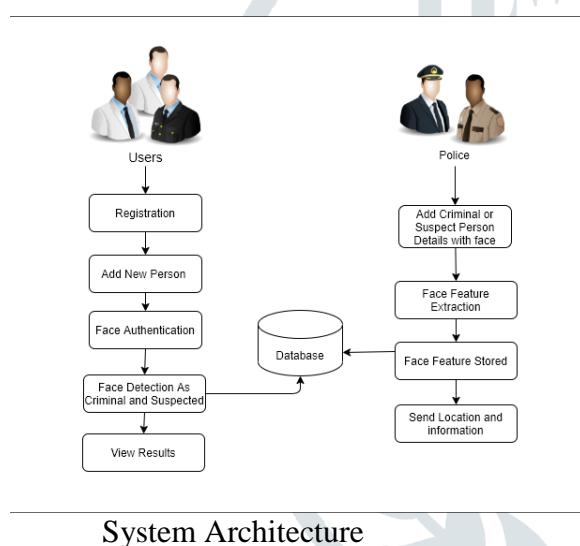 Users
Registration
Add New Person
Face Authentication
Face Detection As
Criminal and Suspected
View Results
Database
Police
Add Criminal or
Suspect Person
Details with face
Face Feature
Extraction
Face Feature Stored
Send Location and
information
System Architecture